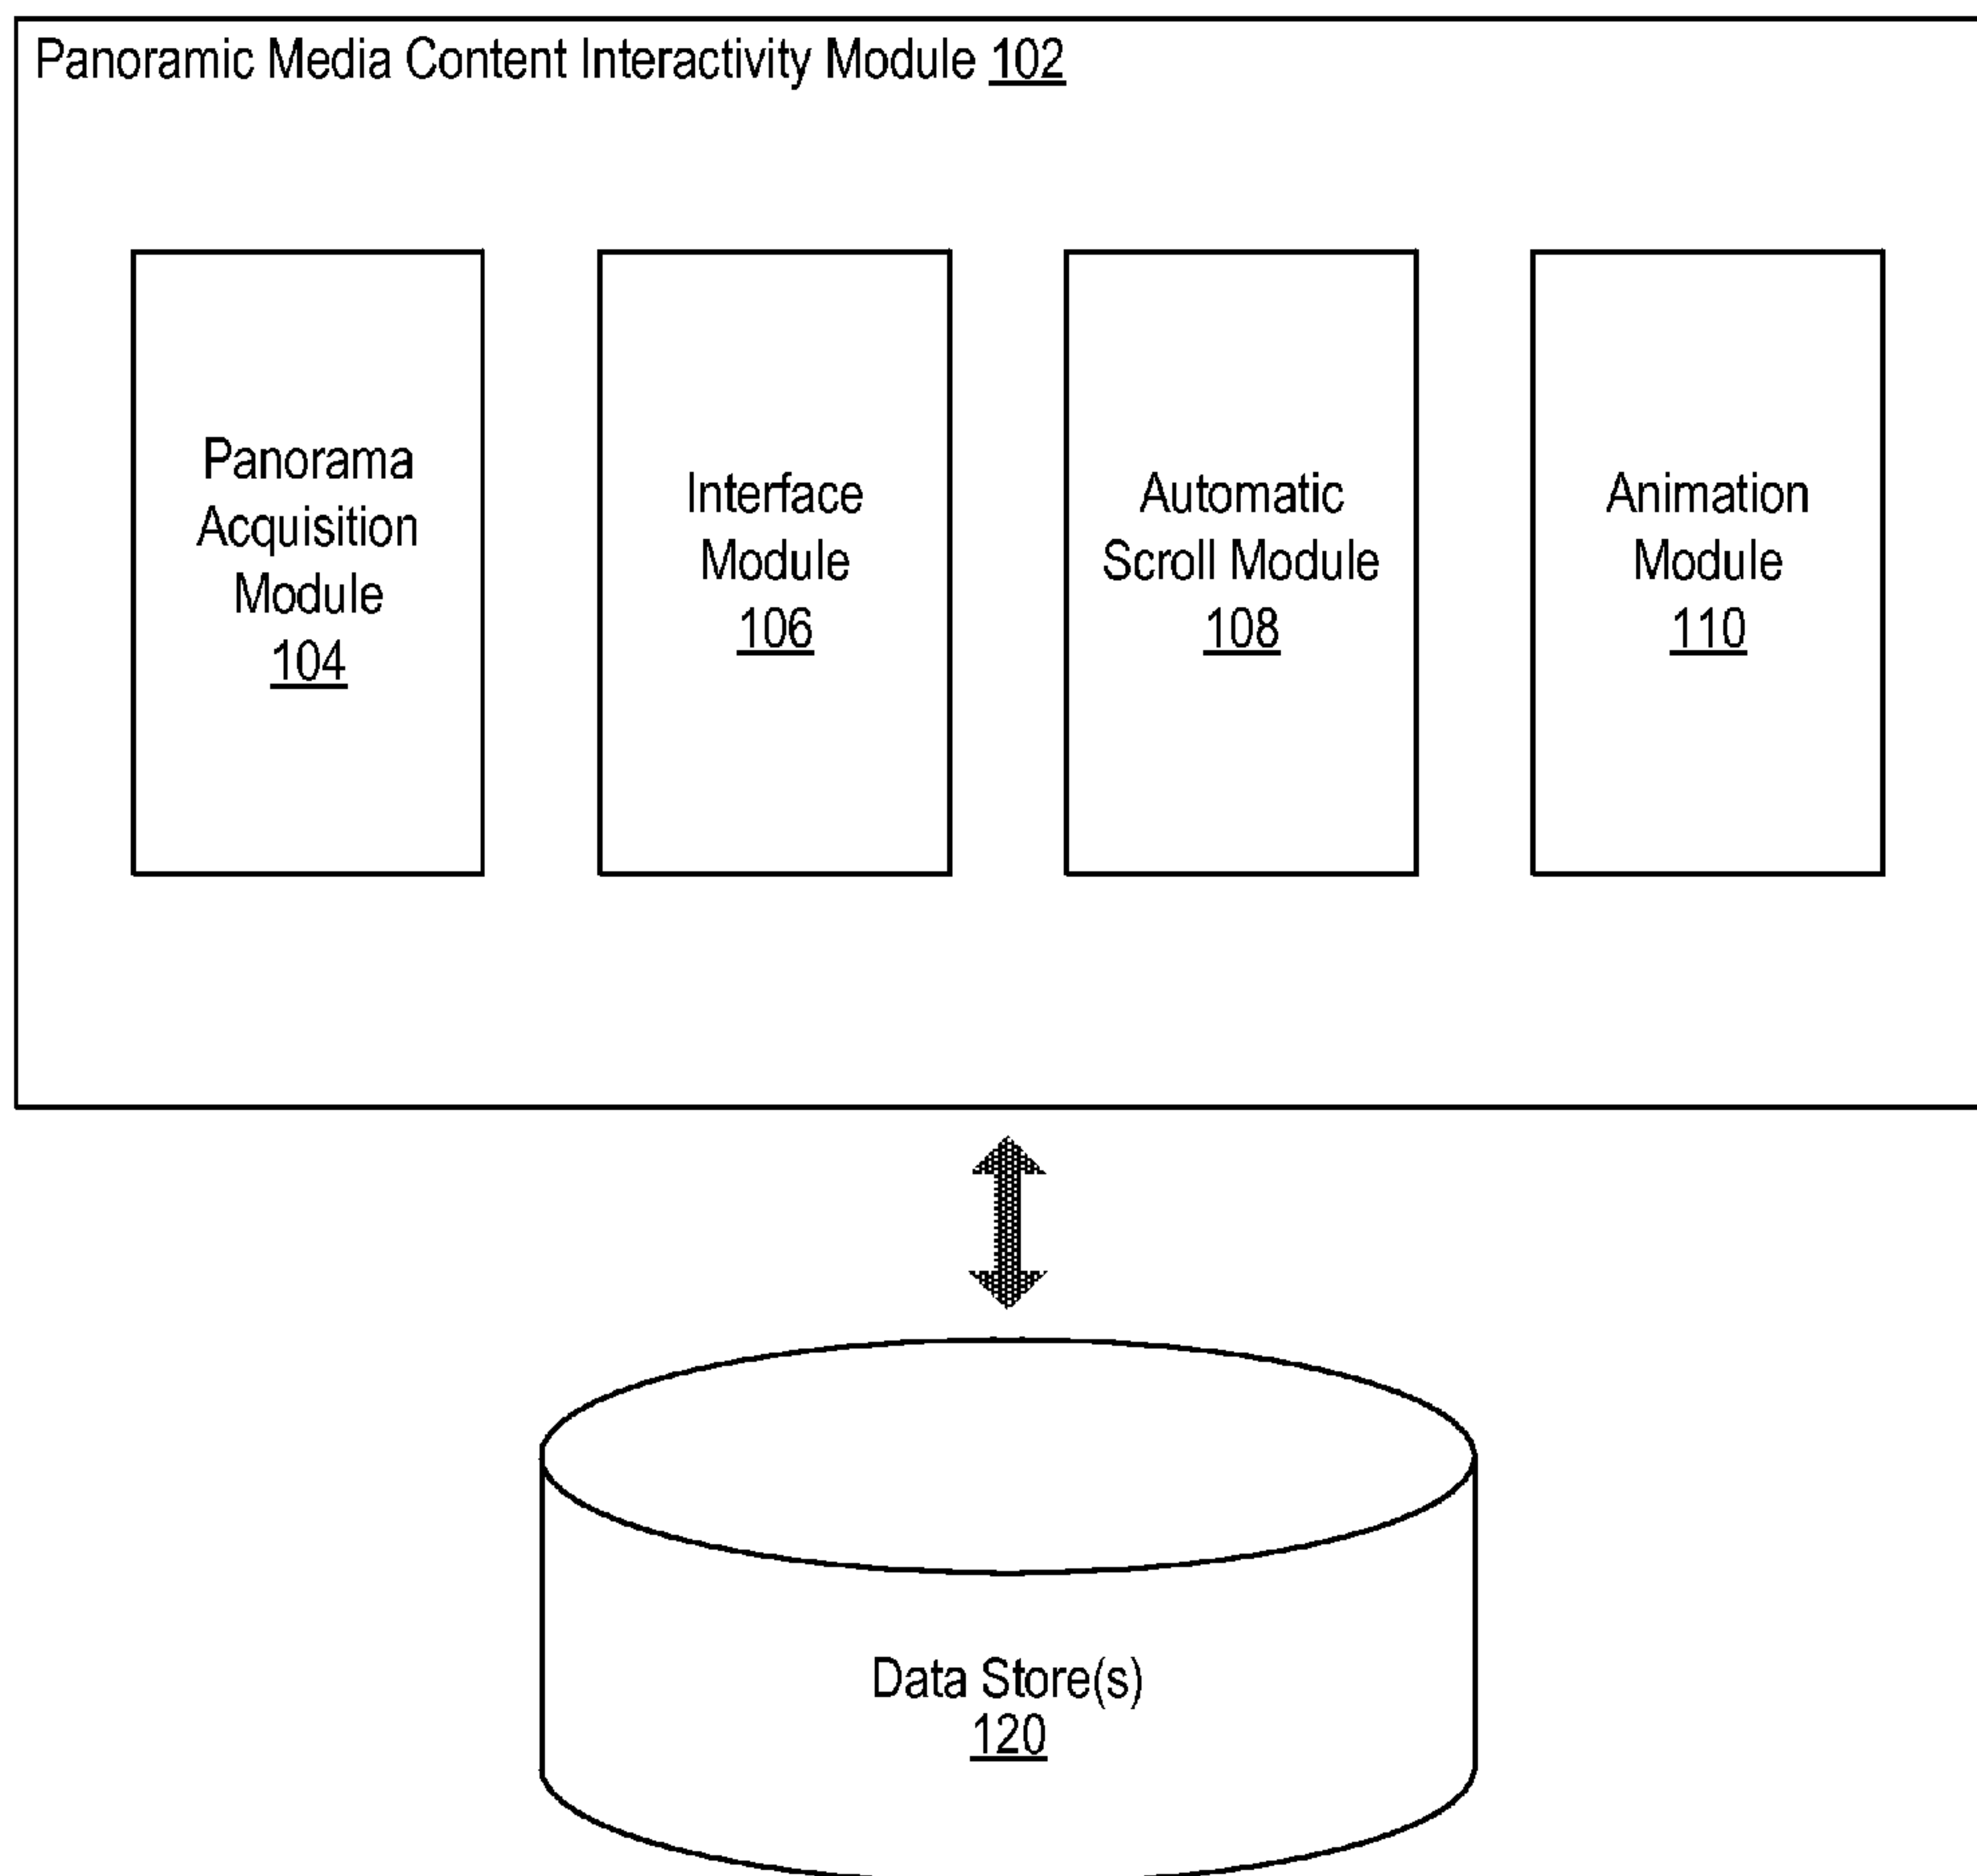 Panoramic Media Content Interactivity Module 102
Panorama
Acquisition
Module
104
Interface
Module
106
Automatic
Scroll Module
108
Animation
Module
110
Data Store(s)
120